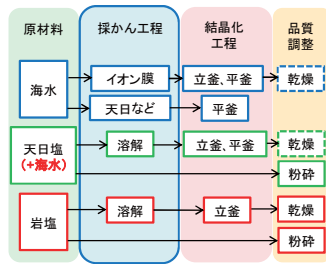 原材料
採かん工程
結晶化
工程
品質
調整
海水
イオン膜
立釜、平釜
乾燥
天日など
平釜
天日塩
(+海水)
溶解
立釜、平釜
乾燥
粉砕
岩塩
溶解
立釜
乾燥
粉砕